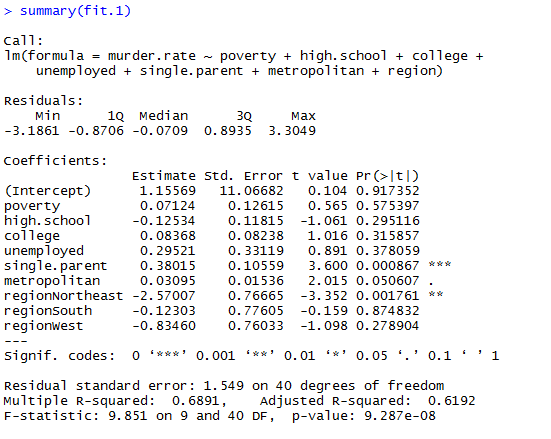 > summary(fit.1)
Call:
lm(formula = murder.rate ~ poverty + high.school + college +
unemployed + single.parent + metropolitan + region)
Residuals:
Min 1Q Median 3Q Max
-3.1861 -0.8706 -0.0709 0.8935 3.3049
Coefficients:
Estimate Std. Error t value Pr(>|t|)
(Intercept) 1.15569 11.06682 0.104 0.917352
poverty 0.07124 0.12615 0.565 0.575397
high.school -0.12534 0.11815 -1.061 0.295116
college 0.08368 0.08238 1.016 0.315857
unemployed 0.29521 0.33119 0.891 0.378059
single.parent 0.38015 0.10559 3.600 0.000867 ***
metropolitan 0.03095 0.01536 2.015 0.050607 .
regionNortheast -2.57007 0.76665 -3.352 0.001761 **
regionSouth -0.12303 0.77605 -0.159 0.874832
regionWest -0.83460 0.76033 -1.098 0.278904
---
Signif. codes: 0 ‘***’ 0.001 ‘**’ 0.01 ‘*’ 0.05 ‘.’ 0.1 ‘ ’ 1
Residual standard error: 1.549 on 40 degrees of freedom
Multiple R-squared: 0.6891, Adjusted R-squared: 0.6192
F-statistic: 9.851 on 9 and 40 DF, p-value: 9.287e-08